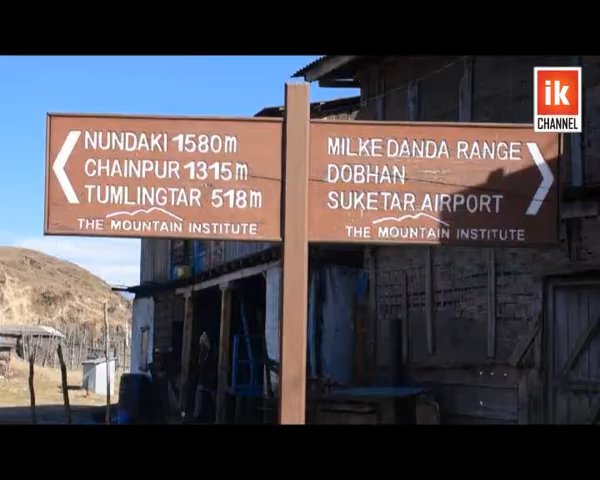 NUNDAKI 1580m
CHAINPUR 1315m
TUMLINGTAR 518m
THE MOUNTAIN INSTITUTE
MILKE DANDA RANGE
DOBHAN
SUKETAR AIRPORT
THE MOUNTAIN INSTITUTE
ik
CHANNEL